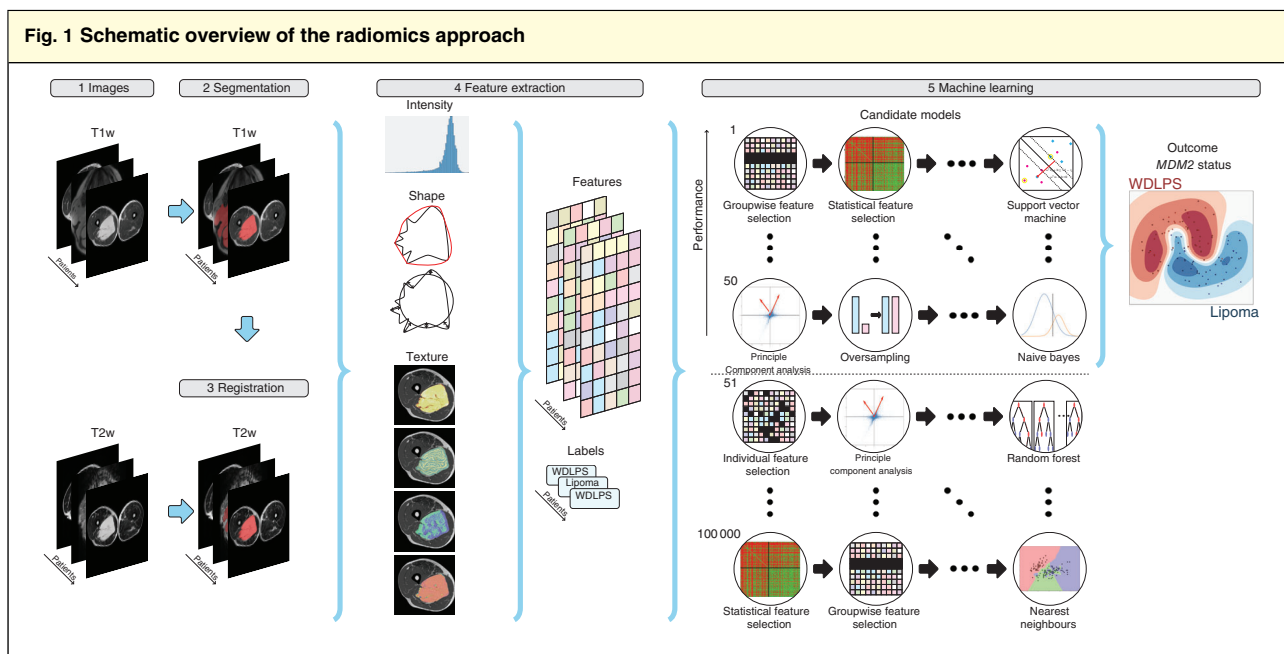 Fig. 1 Schematic overview of the radiomics approach
1 Images
2 Segmentation
T1w
T1w
Patients
Patients
3 Registration
T2w
T2w
Patients
Patients
4 Feature extraction
Intensity
Shape
Texture
Features
Patients
Labels
WDLPS
Lipoma
WDLPS
Patients
5 Machine learning
Candidate models
Performance
1
Groupwise feature
selection
Statistical feature
selection
Support vector
machine
50
Principle
Component analysis
Oversampling
Naive bayes
51
Individual feature
selection
Principle
component analysis
Random forest
100 000
Statistical feature
selection
Groupwise feature
selection
Nearest
neighbours
Outcome
MDM2 status
WDLPS
Lipoma